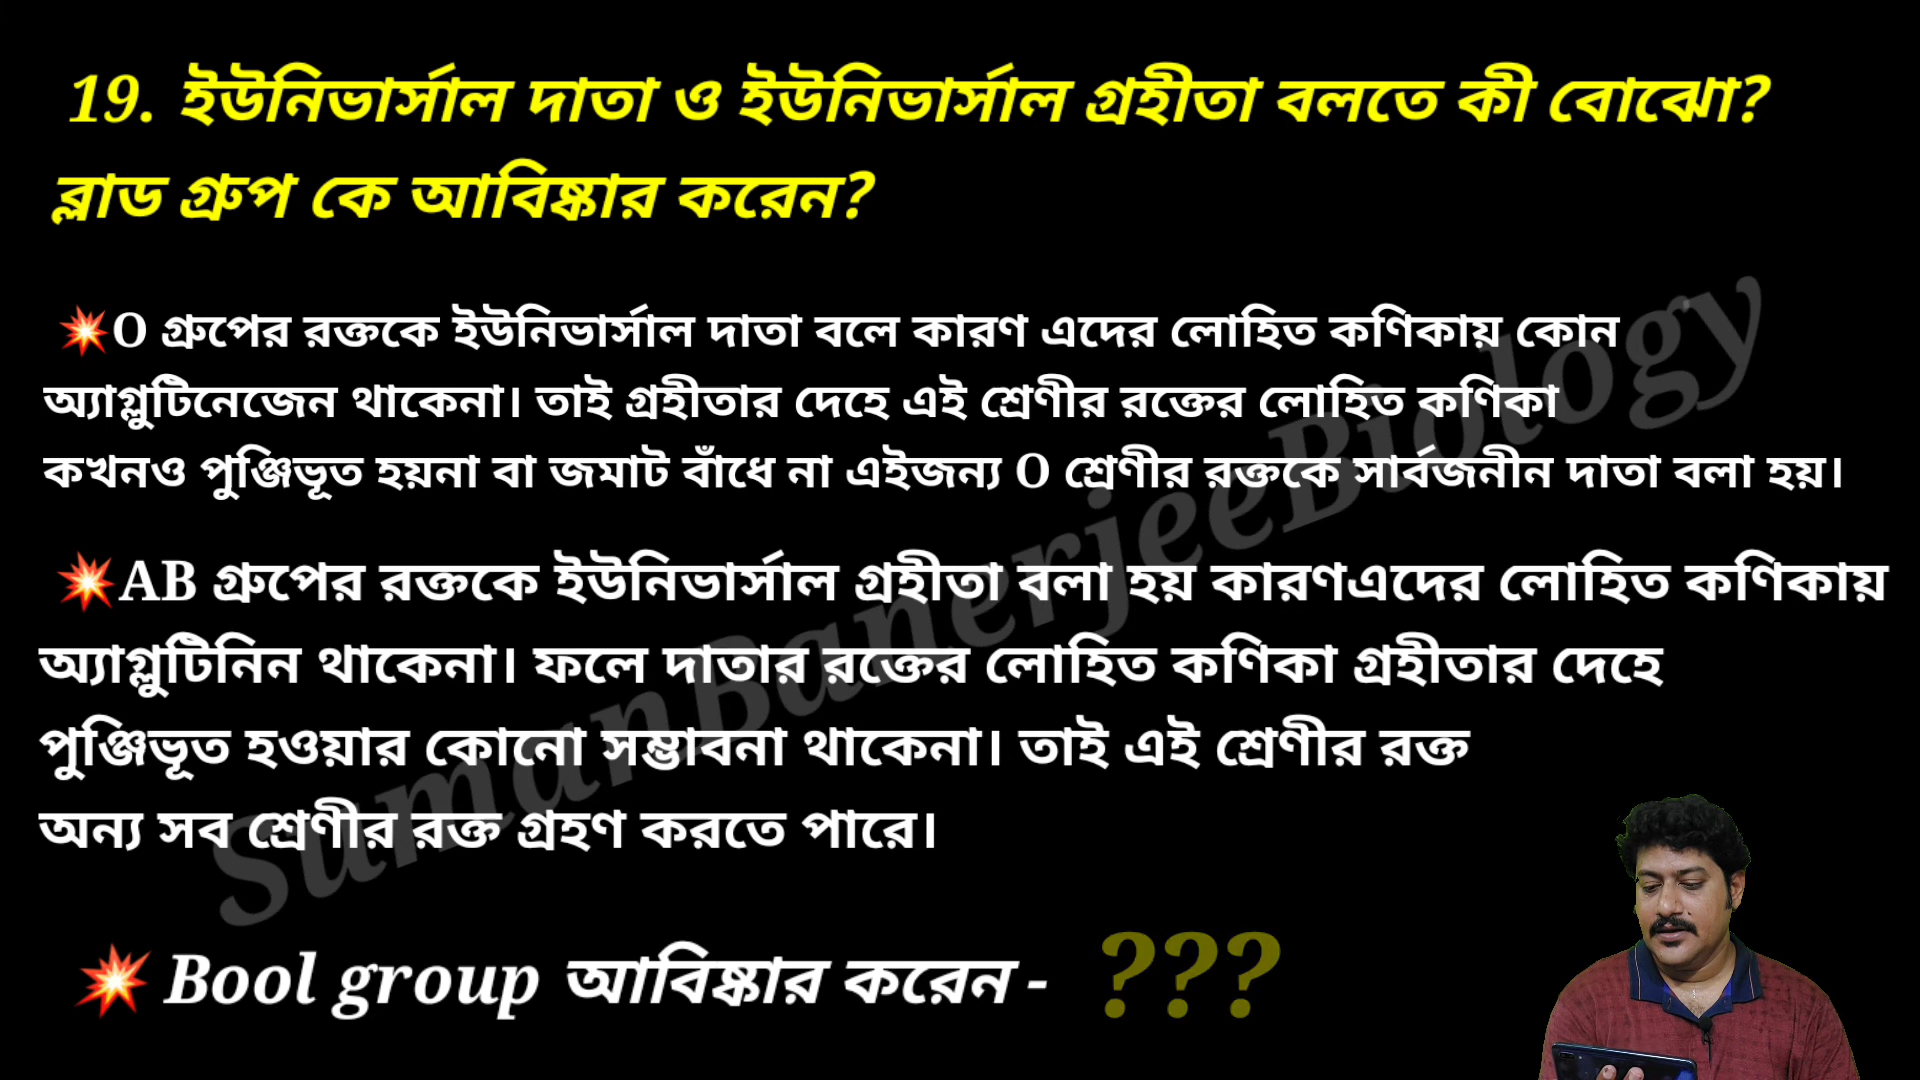 19. ইউনিভার্সাল দাতা ও ইউনিভার্সাল গ্রহীতা বলতে কী বোঝো?
ব্লাড গ্রুপ কে আবিষ্কার করেন?
💥O গ্রুপের রক্তকে ইউনিভার্সাল দাতা বলে কারণ এদের লোহিত কণিকায় কোন
অ্যাগ্লুটিনেজেন থাকেনা। তাই গ্রহীতার দেহে এই শ্রেণীর রক্তের লোহিত কণিকা
কখনও পুঞ্জিভূত হয়না বা জমাট বাঁধে না এইজন্য O শ্রেণীর রক্তকে সার্বজনীন দাতা বলা হয়।
💥AB গ্রুপের রক্তকে ইউনিভার্সাল গ্রহীতা বলা হয় কারণএদের লোহিত কণিকায়
অ্যাগ্লুটিনিন থাকেনা। ফলে দাতার রক্তের লোহিত কণিকা গ্রহীতার দেহে
পুঞ্জিভূত হওয়ার কোনো সম্ভাবনা থাকেনা। তাই এই শ্রেণীর রক্ত
অন্য সব শ্রেণীর রক্ত গ্রহণ করতে পারে।
💥 Bool group আবিষ্কার করেন - ???
SumanBanerjeeBiology